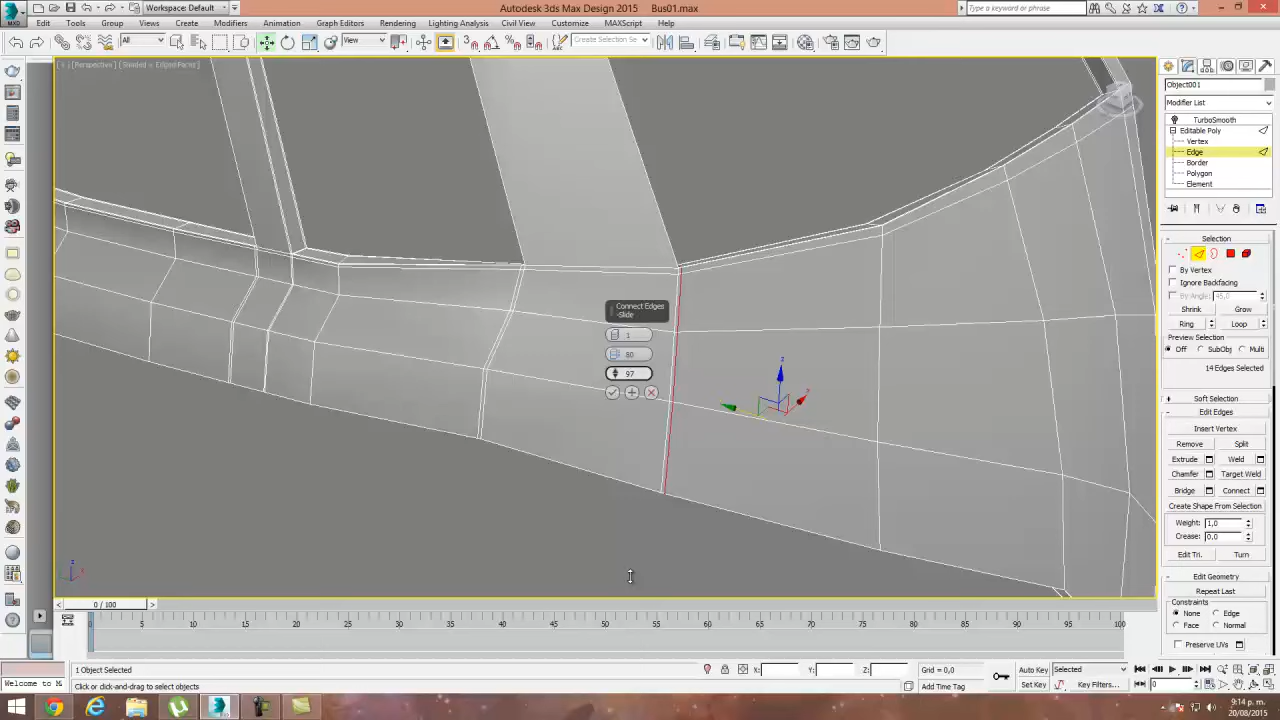 Workspace: Default
Autodesk 3ds Max Design 2015 Bus01.max
Type a keyword or phrase
Edit Tools Group Views Create Modifiers Animation Graph Editors Rendering Lighting Analysis Civil View Customize MAXScript Help
All
View
Create Selection Se
Object001
Modifier List
TurboSmooth
Editable Poly
Vertex
Edge
Border
Polygon
Element
Selection
By Vertex
Ignore Backfacing
By Angle: 45,0
Shrink Grow
Ring Loop
Preview Selection
Off SubObj Multi
14 Edges Selected
Soft Selection
Edit Edges
Insert Vertex
Remove Split
Extrude Weld
Chamfer Target Weld
Bridge Connect
Create Shape From Selection
Weight: 1,0
Crease: 0,0
Edit Tri. Turn
Edit Geometry
Repeat Last
Constraints
None Edge
Face Normal
Preserve UVs
Connect Edges
-Slide
1
80
97
z
0 / 100
0 5 10 15 20 25 30 35 40 45 50 55 60 65 70 75 80 85 90 95 100
1 Object Selected
X: Y: Z: Grid = 0,0
Auto Key Selected
Welcome to M
Click or click-and-drag to select objects
Add Time Tag
Set Key Key Filters...
0
9:14 p. m.
20/08/2015